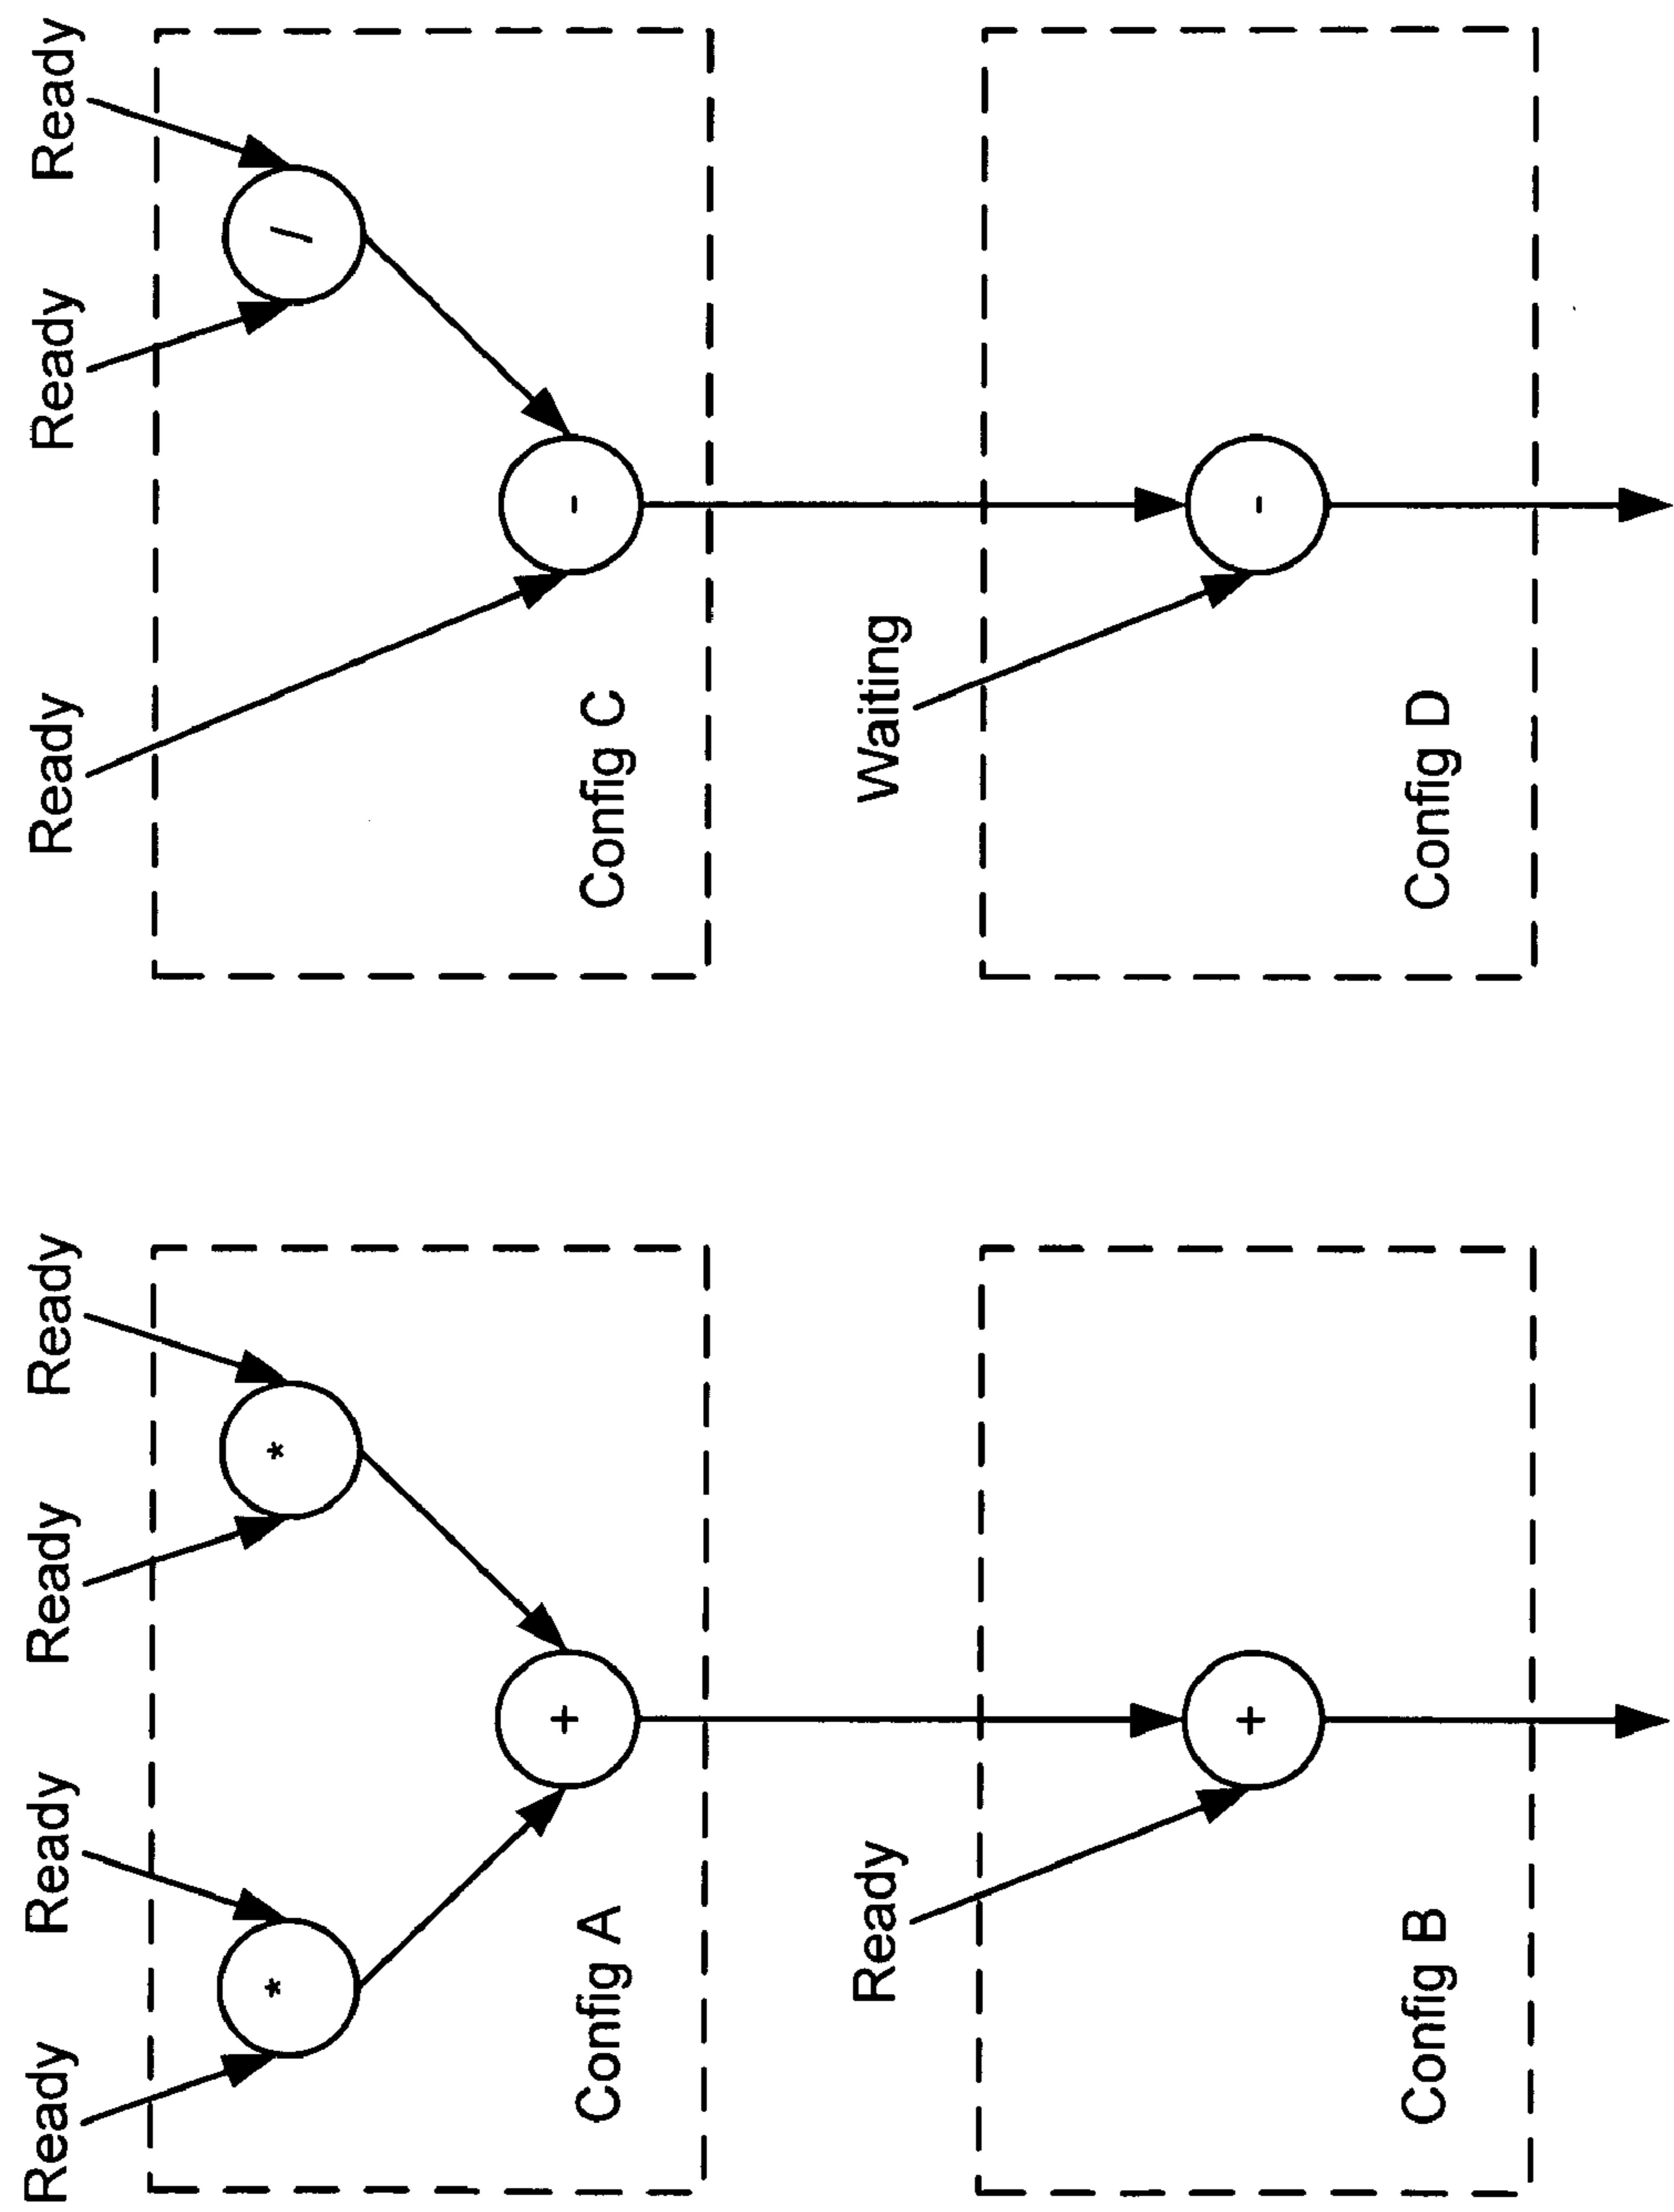 Ready Ready Ready Ready Ready Ready Ready
* * /
+ -
Config A Config C
Ready Waiting
+ -
Config B Config D